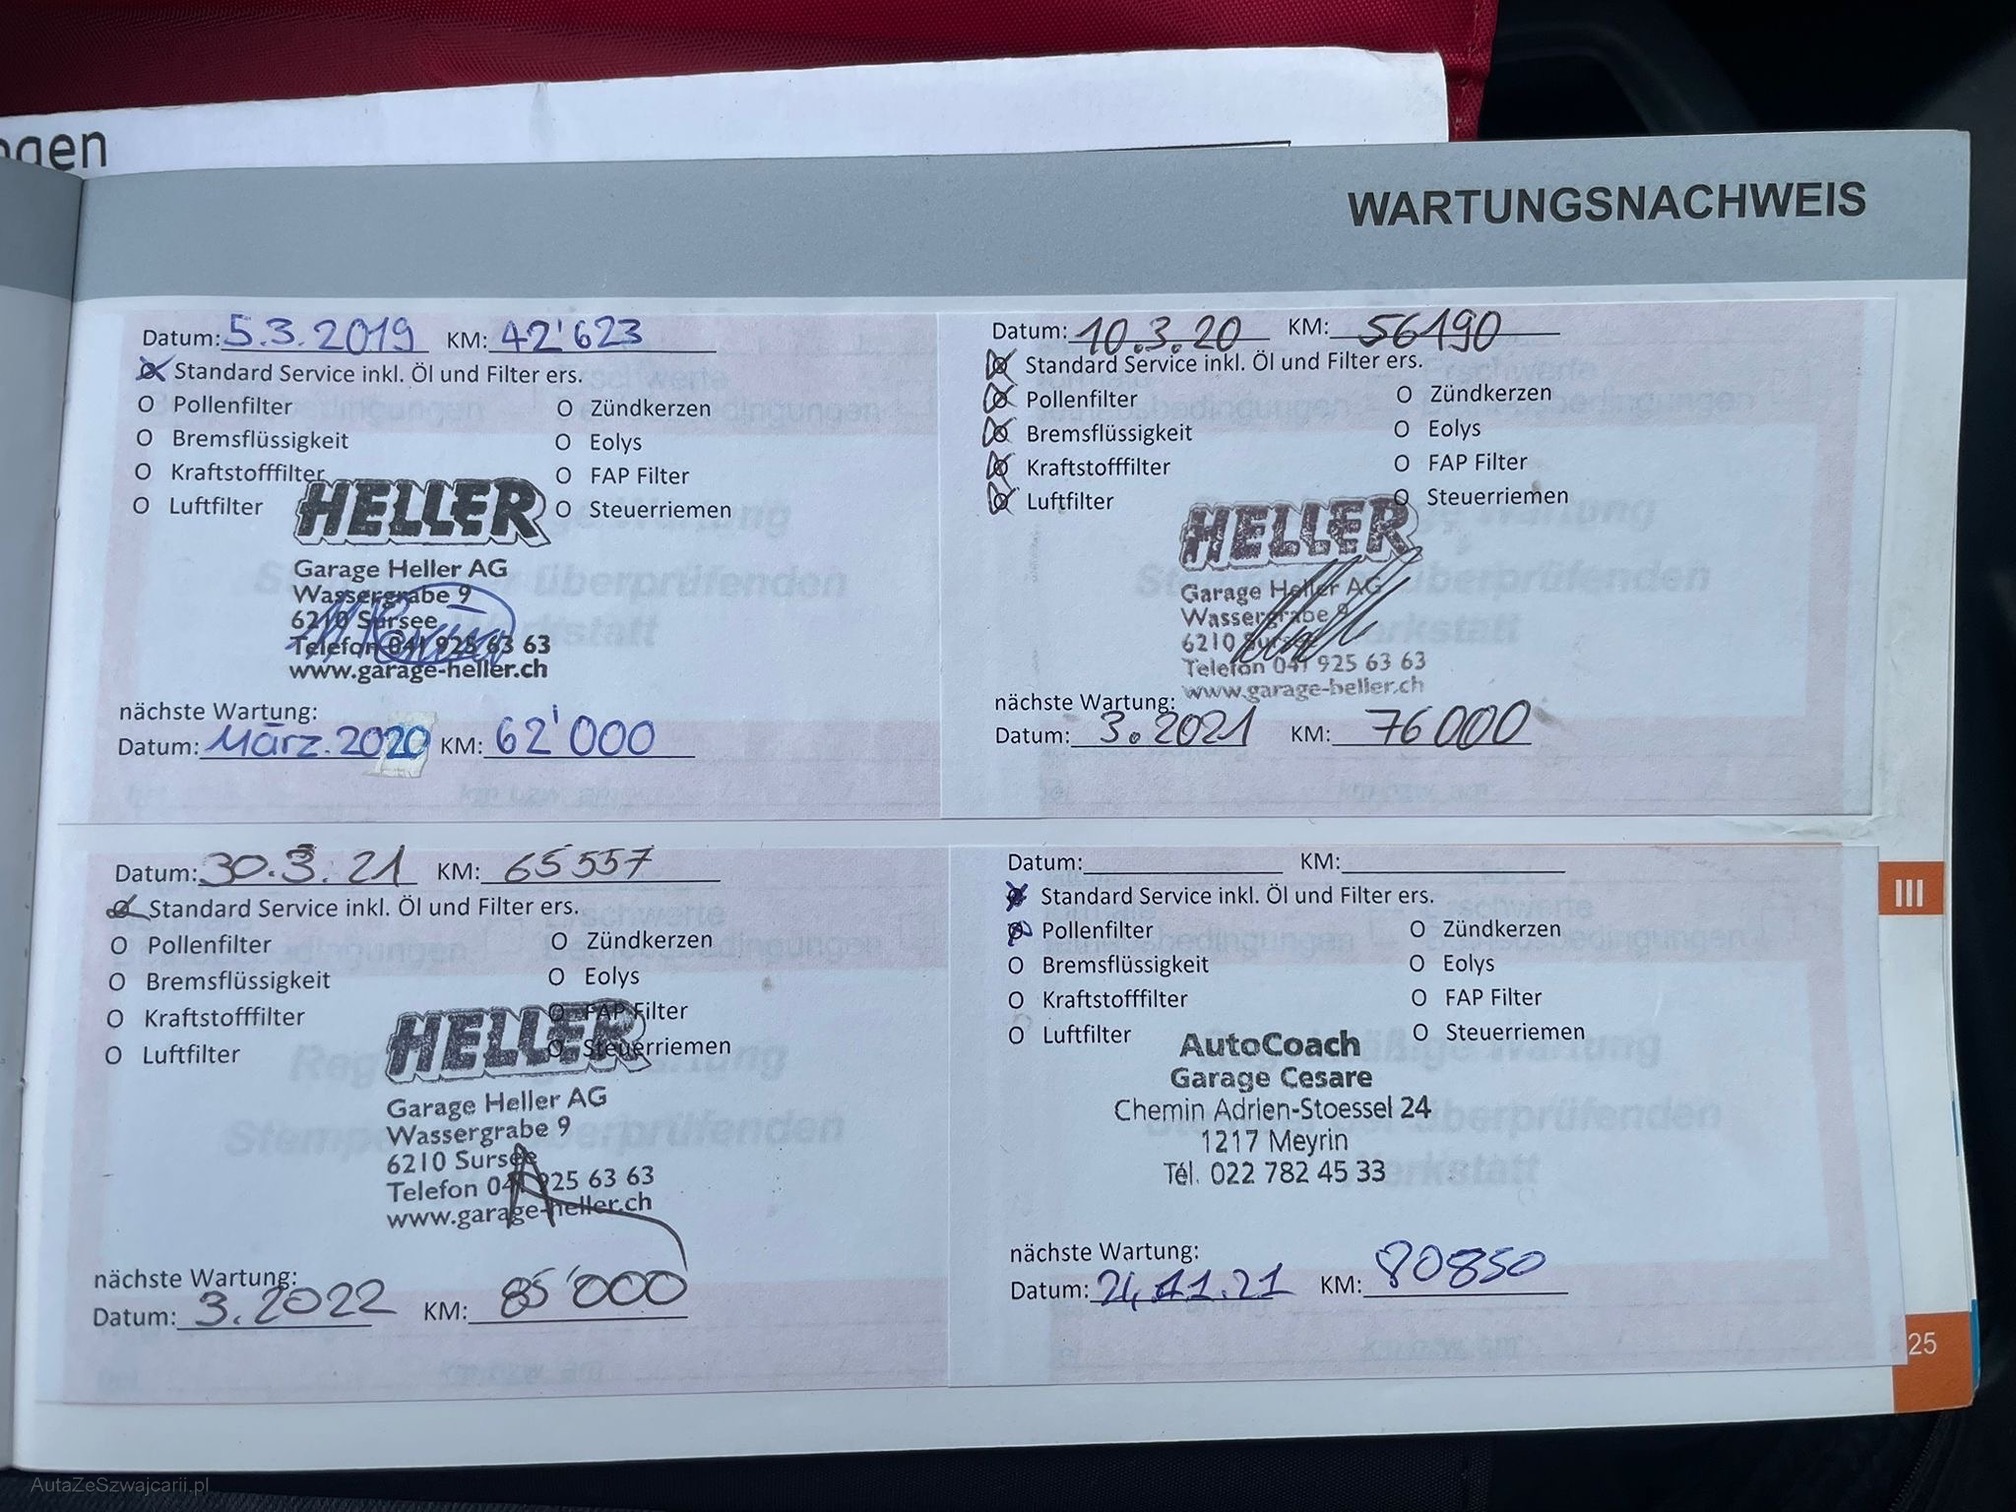 ogen
WARTUNGSNACHWEIS
Datum: 5.3.2019 KM: 42'623
Standard Service inkl. Öl und Filter ers.
O Pollenfilter O Zündkerzen
O Bremsflüssigkeit O Eolys
O Kraftstofffilter O FAP Filter
O Luftfilter O Steuerriemen
HELLER
Garage Heller AG
Wassergrabe 9
6210 Sursee
Telefon 041 925 63 63
www.garage-heller.ch
nächste Wartung:
Datum: März.2020 KM: 62'000
Datum: 10.3.20 KM: 56190
Standard Service inkl. Öl und Filter ers.
Pollenfilter O Zündkerzen
Bremsflüssigkeit O Eolys
Kraftstofffilter O FAP Filter
Luftfilter O Steuerriemen
HELLER
Garage Heller AG
Wassergrabe 9
6210 Sursee
Telefon 041 925 63 63
www.garage-heller.ch
nächste Wartung:
Datum: 3.2021 KM: 76000
Datum: 30.3.21 KM: 65557
Standard Service inkl. Öl und Filter ers.
O Pollenfilter O Zündkerzen
O Bremsflüssigkeit O Eolys
O Kraftstofffilter O FAP Filter
O Luftfilter O Steuerriemen
HELLER
Garage Heller AG
Wassergrabe 9
6210 Sursee
Telefon 041 925 63 63
www.garage-heller.ch
nächste Wartung:
Datum: 3.2022 KM: 85'000
Datum: KM:
Standard Service inkl. Öl und Filter ers.
Pollenfilter O Zündkerzen
O Bremsflüssigkeit O Eolys
O Kraftstofffilter O FAP Filter
O Luftfilter O Steuerriemen
AutoCoach
Garage Cesare
Chemin Adrien-Stoessel 24
1217 Meyrin
Tél. 022 782 45 33
nächste Wartung:
Datum: KM: 80850
III
25
AutaZeSzwajcarii.pl